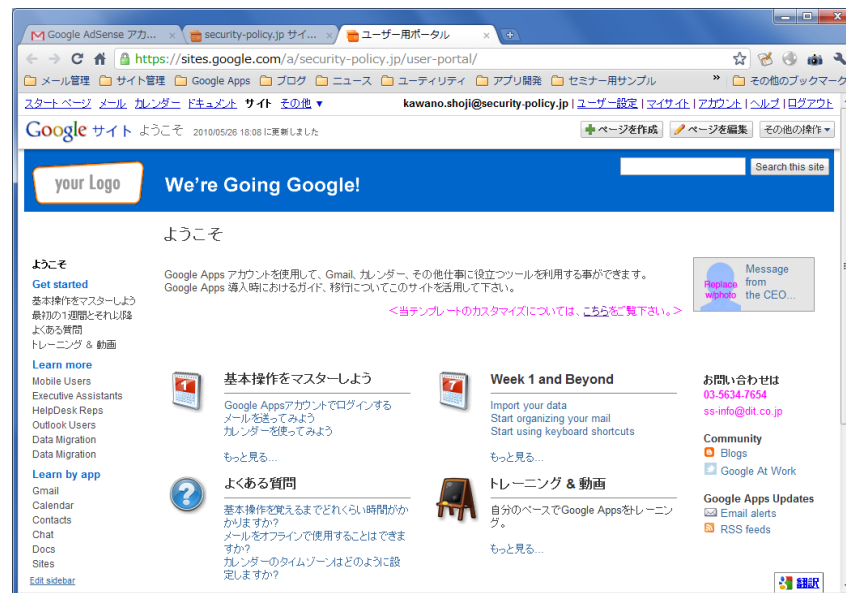 Google AdSense アカ...
security-policy.jp サイ...
ユーザー用ポータル
https://sites.google.com/a/security-policy.jp/user-portal/
メール管理 サイト管理 Google Apps ブログ ニュース ユーティリティ アプリ開発 セミナー用サンプル » その他のブックマーク
スタート ページ メール カレンダー ドキュメント サイト その他 ▼ kawano.shoji@security-policy.jp | ユーザー設定 | マイサイト | アカウント | ヘルプ | ログアウト
Google サイト ようこそ 2010/05/26 18:08 に更新しました ページを作成 ページを編集 その他の操作 ▾
your Logo
We're Going Google!
Search this site
ようこそ
ようこそ
Get started
基本操作をマスターしよう
最初の1週間とそれ以降
よくある質問
トレーニング & 動画
Learn more
Mobile Users
Executive Assistants
HelpDesk Reps
Outlook Users
Data Migration
Data Migration
Learn by app
Gmail
Calendar
Contacts
Chat
Docs
Sites
Edit sidebar
Google Apps アカウントを使用して、Gmail、カレンダー、その他仕事に役立つツールを利用する事ができます。
Google Apps 導入時におけるガイド、移行についてこのサイトを活用して下さい。
＜当テンプレートのカスタマイズについては、こちらをご覧下さい。＞
Replace
w/photo
Message
from
the CEO...
基本操作をマスターしよう
Google Appsアカウントでログインする
メールを送ってみよう
カレンダーを使ってみよう
もっと見る...
7
Week 1 and Beyond
Import your data
Start organizing your mail
Start using keyboard shortcuts
もっと見る...
よくある質問
基本操作を覚えるまでどれくらい時間がか
かりますか?
メールをオフラインで使用することはできま
すか?
カレンダーのタイムゾーンはどのように設
定しますか?
トレーニング & 動画
自分のペースでGoogle Appsをトレーニン
グ。
もっと見る...
お問い合わせは
03-5634-7654
ss-info@dit.co.jp
Community
Blogs
Google At Work
Google Apps Updates
Email alerts
RSS feeds
翻訳